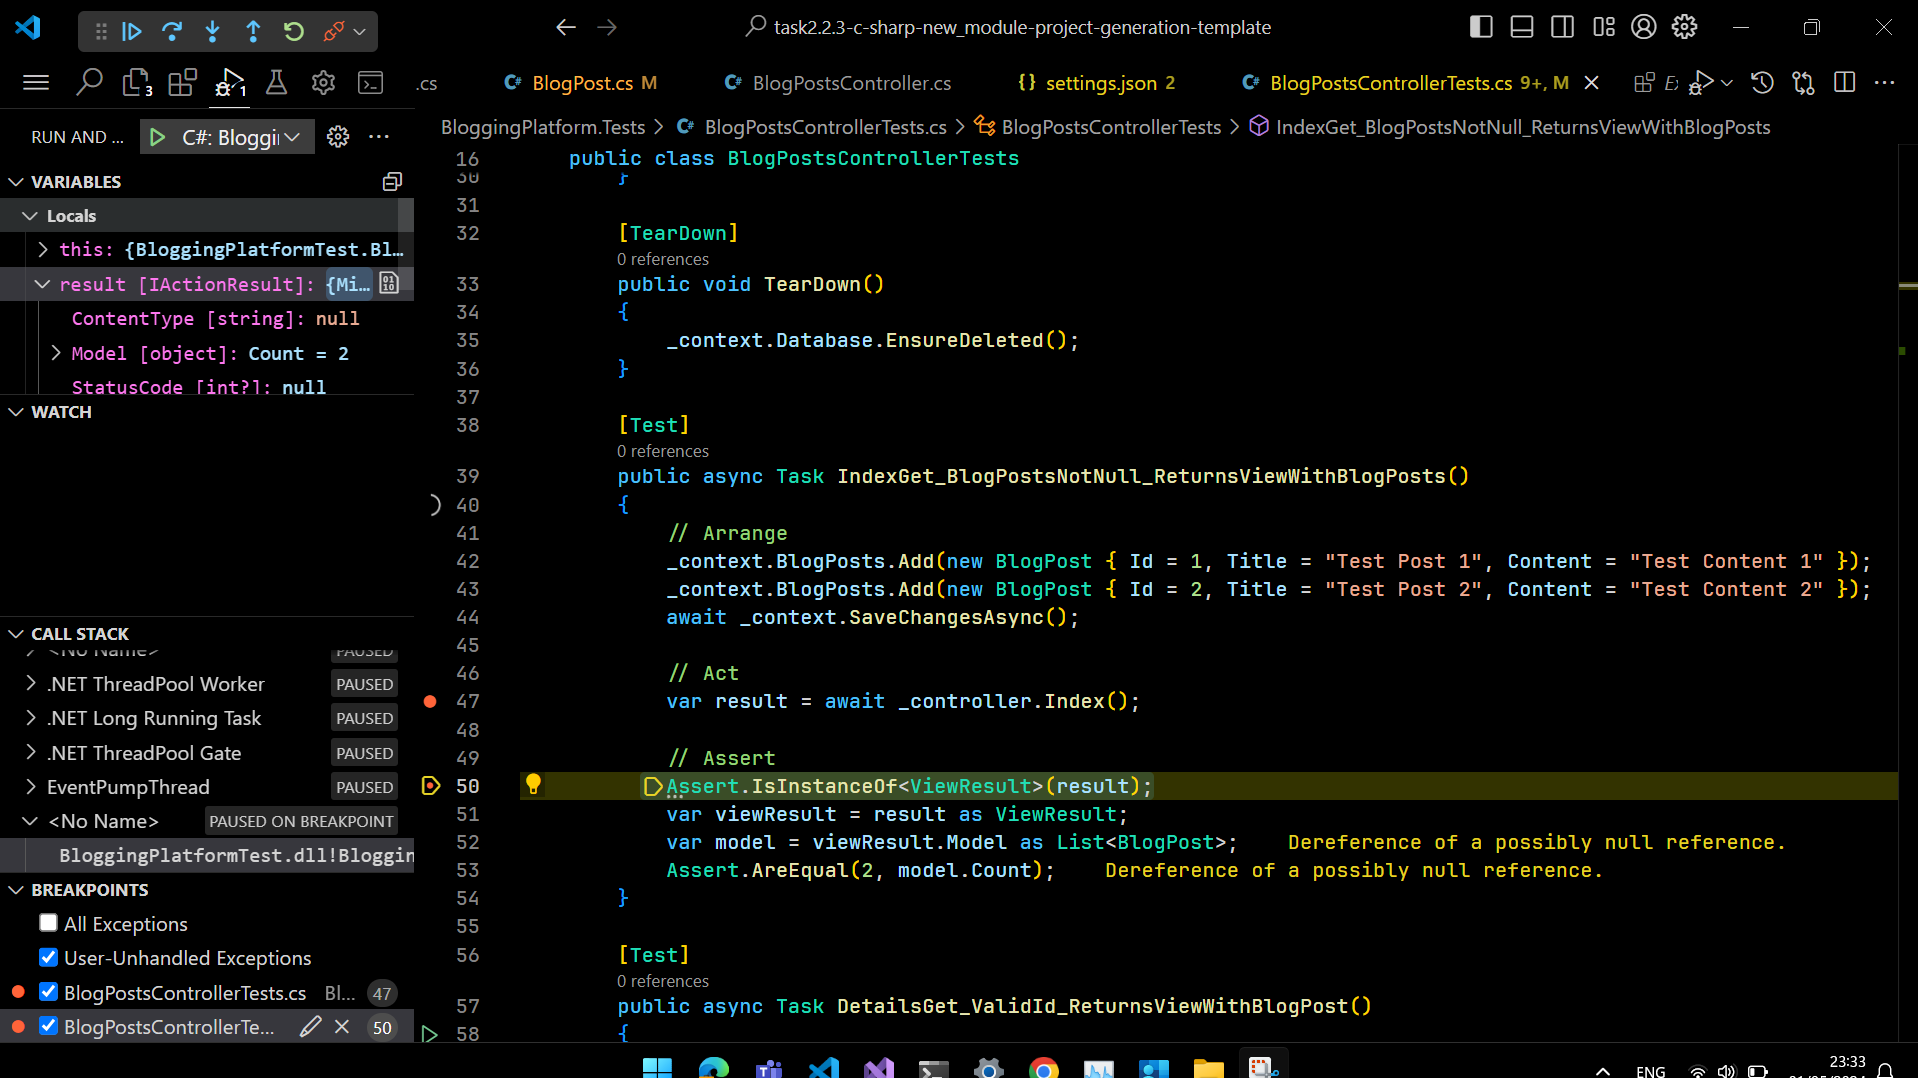 task2.2.3-c-sharp-new_module-project-generation-template
.cs
BlogPost.cs M
BlogPostsController.cs
{} settings.json 2
BlogPostsControllerTests.cs 9+, M
3
1
RUN AND ...
C#: Bloggi
BloggingPlatform.Tests > BlogPostsControllerTests.cs > BlogPostsControllerTests > IndexGet_BlogPostsNotNull_ReturnsViewWithBlogPosts
VARIABLES
Locals
this: {BloggingPlatformTest.Bl…
result [IActionResult]: {Mi…
ContentType [string]: null
Model [object]: Count = 2
StatusCode [int?]: null
WATCH
CALL STACK
<No Name> PAUSED
.NET ThreadPool Worker PAUSED
.NET Long Running Task PAUSED
.NET ThreadPool Gate PAUSED
EventPumpThread PAUSED
<No Name> PAUSED ON BREAKPOINT
BloggingPlatformTest.dll!Bloggin
BREAKPOINTS
All Exceptions
User-Unhandled Exceptions
BlogPostsControllerTests.cs Bl... 47
BlogPostsControllerTe... 50
16 public class BlogPostsControllerTests
30 }
31
32 [TearDown]
0 references
33 public void TearDown()
34 {
35 _context.Database.EnsureDeleted();
36 }
37
38 [Test]
0 references
39 public async Task IndexGet_BlogPostsNotNull_ReturnsViewWithBlogPosts()
40 {
41 // Arrange
42 _context.BlogPosts.Add(new BlogPost { Id = 1, Title = "Test Post 1", Content = "Test Content 1" });
43 _context.BlogPosts.Add(new BlogPost { Id = 2, Title = "Test Post 2", Content = "Test Content 2" });
44 await _context.SaveChangesAsync();
45
46 // Act
47 var result = await _controller.Index();
48
49 // Assert
50 Assert.IsInstanceOf<ViewResult>(result);
51 var viewResult = result as ViewResult;
52 var model = viewResult.Model as List<BlogPost>; Dereference of a possibly null reference.
53 Assert.AreEqual(2, model.Count); Dereference of a possibly null reference.
54 }
55
56 [Test]
0 references
57 public async Task DetailsGet_ValidId_ReturnsViewWithBlogPost()
58 {
ENG
23:33